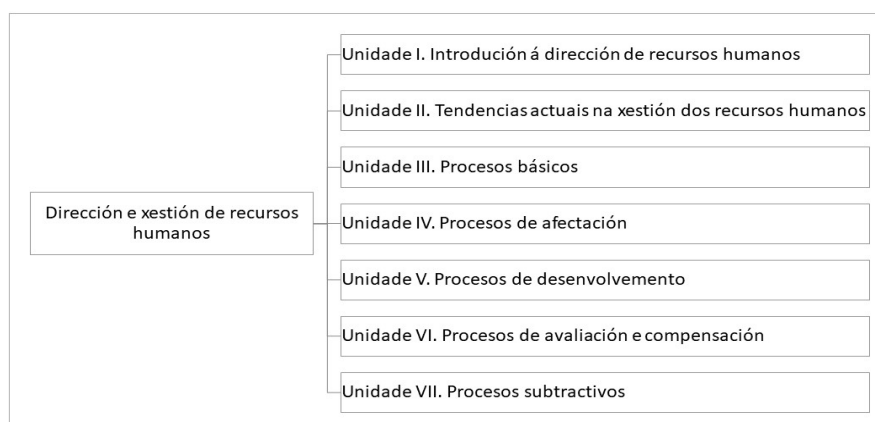 Dirección e xestión de recursos
humanos
Unidade I. Introdución á dirección de recursos humanos
Unidade II. Tendencias actuais na xestión dos recursos humanos
Unidade III. Procesos básicos
Unidade IV. Procesos de afectación
Unidade V. Procesos de desenvolvemento
Unidade VI. Procesos de avaliación e compensación
Unidade VII. Procesos subtractivos